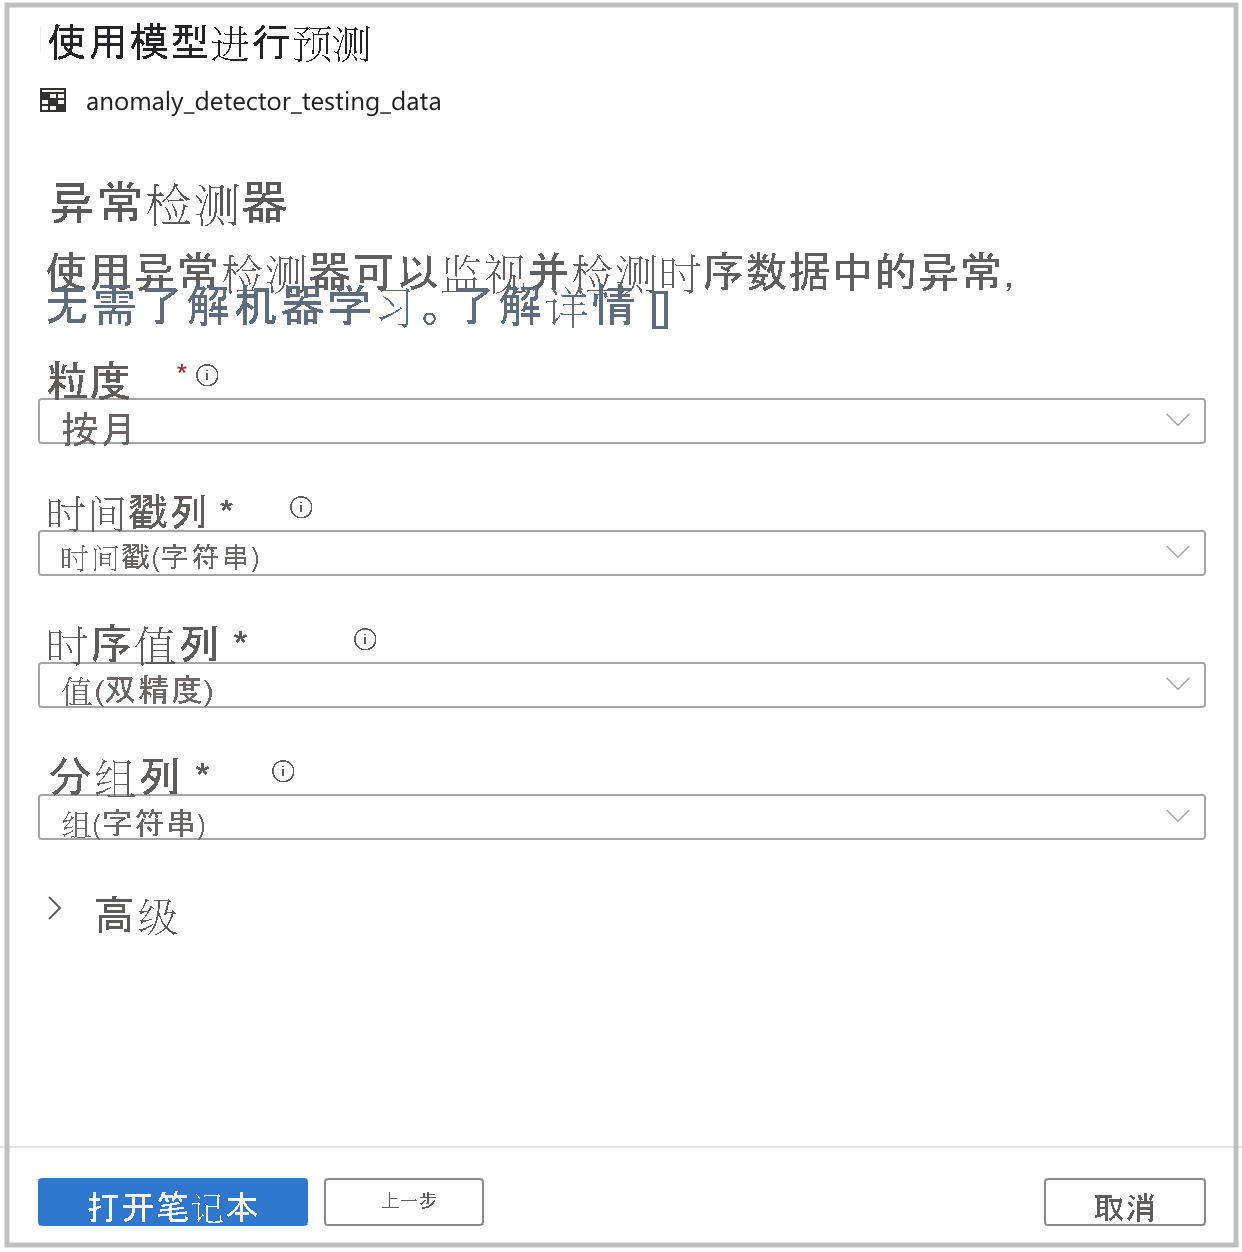 使用模型进行预测
anomaly_detector_testing_data
异常检测器
使用异常检测器可以监视并检测时序数据中的异常,
无需了解机器学习。了解详情 []
粒度 *
按月
时间戳列 *
时间戳(字符串)
时序值列 *
值(双精度)
分组列 *
组(字符串)
高级
打开笔记本 上一步 取消